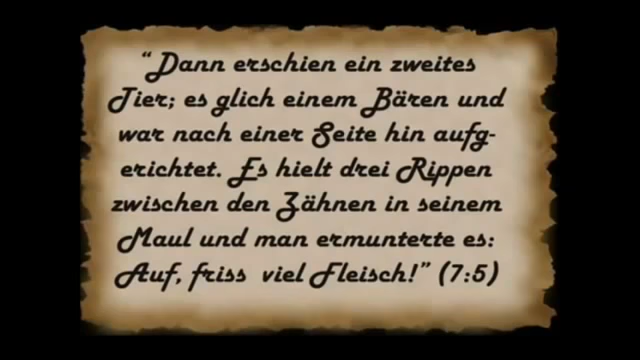 “Dann erschien ein zweites
Tier; es glich einem Bären und
war nach einer Seite hin aufg-
erichtet. Es hielt drei Rippen
zwischen den Zähnen in seinem
Maul und man ermunterte es:
Auf, friss viel Fleisch!” (7:5)